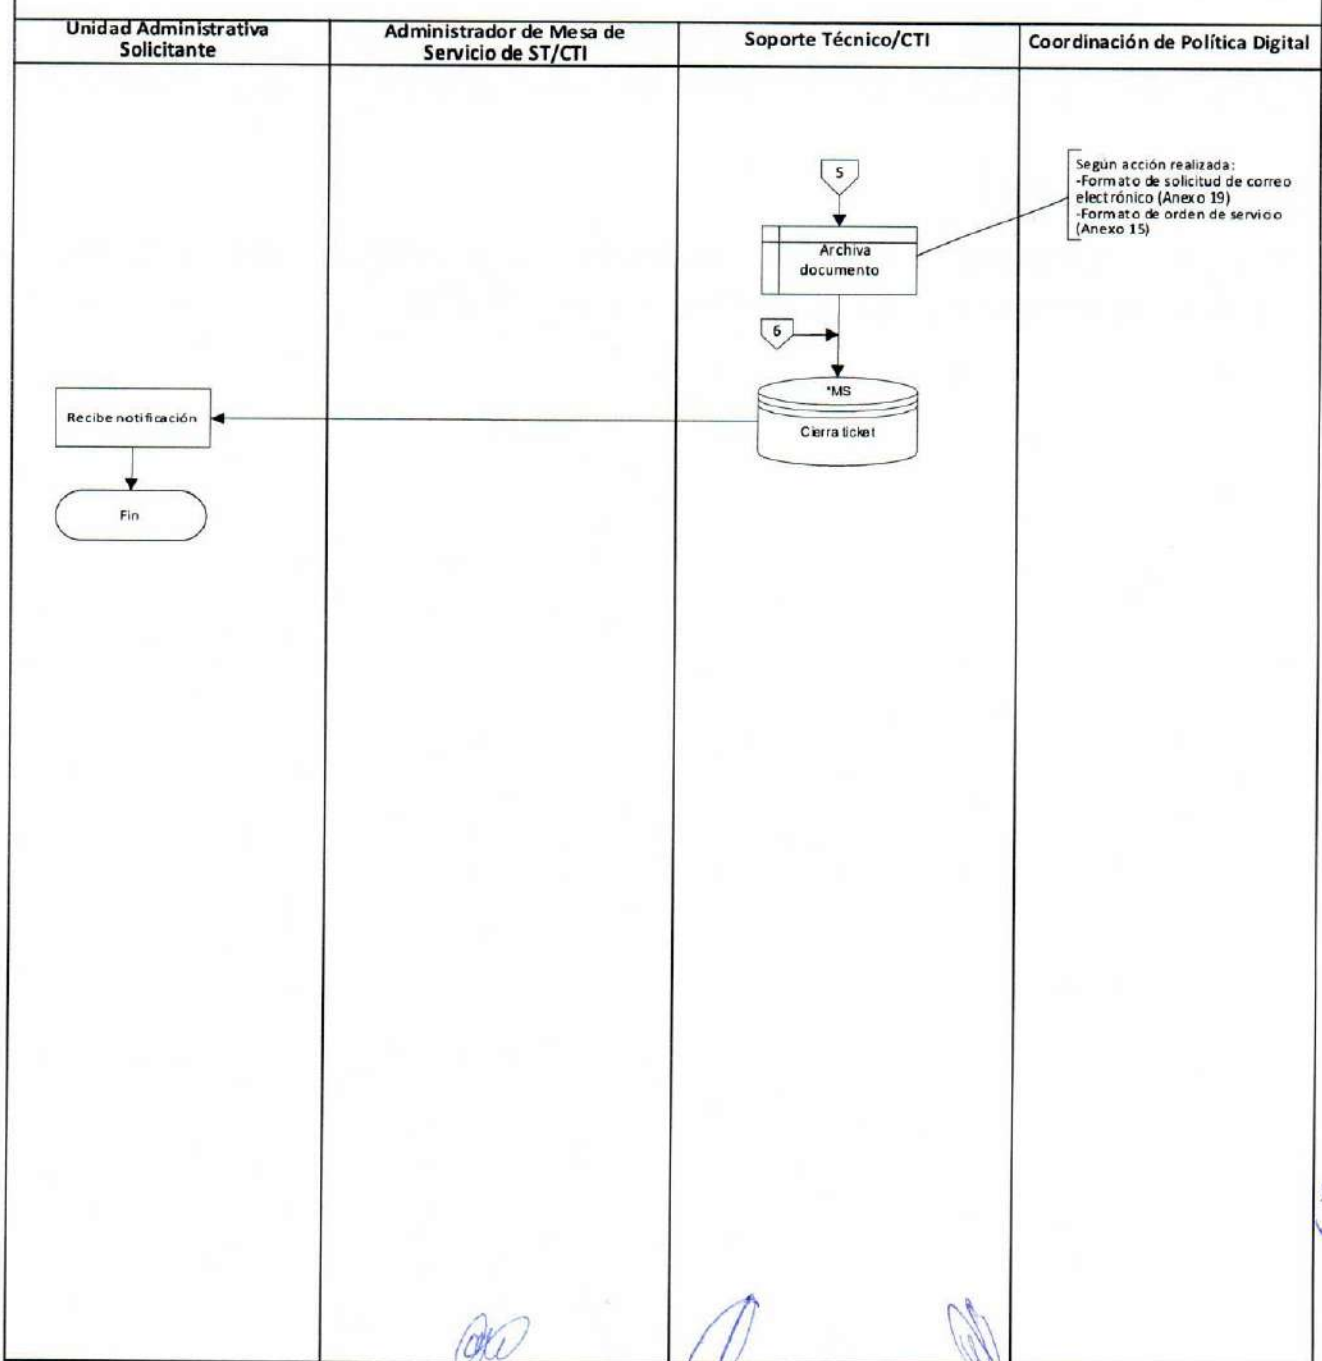 Unidad Administrativa
Solicitante
Administrador de Mesa de
Servicio de ST/CTI
Soporte Técnico/CTI
Coordinación de Política Digital
5
Según acción realizada:
-Formato de solicitud de correo
electrónico (Anexo 19)
-Formato de orden de servicio
(Anexo 15)
Archiva
documento
6
*MS
Cierra ticket
Recibe notificación
Fin